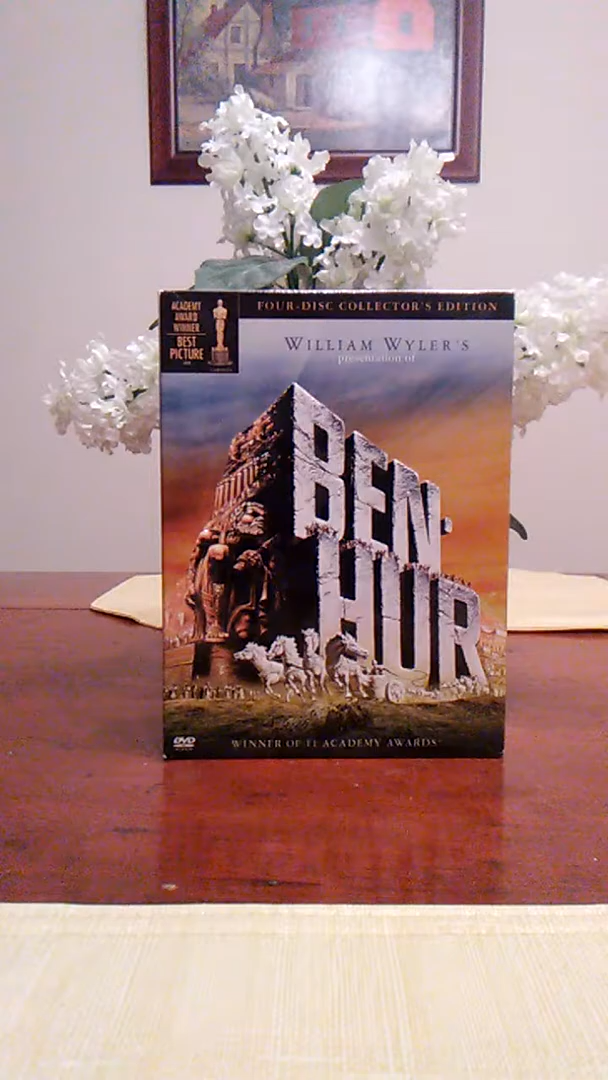 ACADEMY
AWARD
WINNER
BEST
PICTURE
FOUR-DISC COLLECTOR'S EDITION
WILLIAM WYLER'S
presentation of
BEN-
HUR
DVD
WINNER OF 11 ACADEMY AWARDS